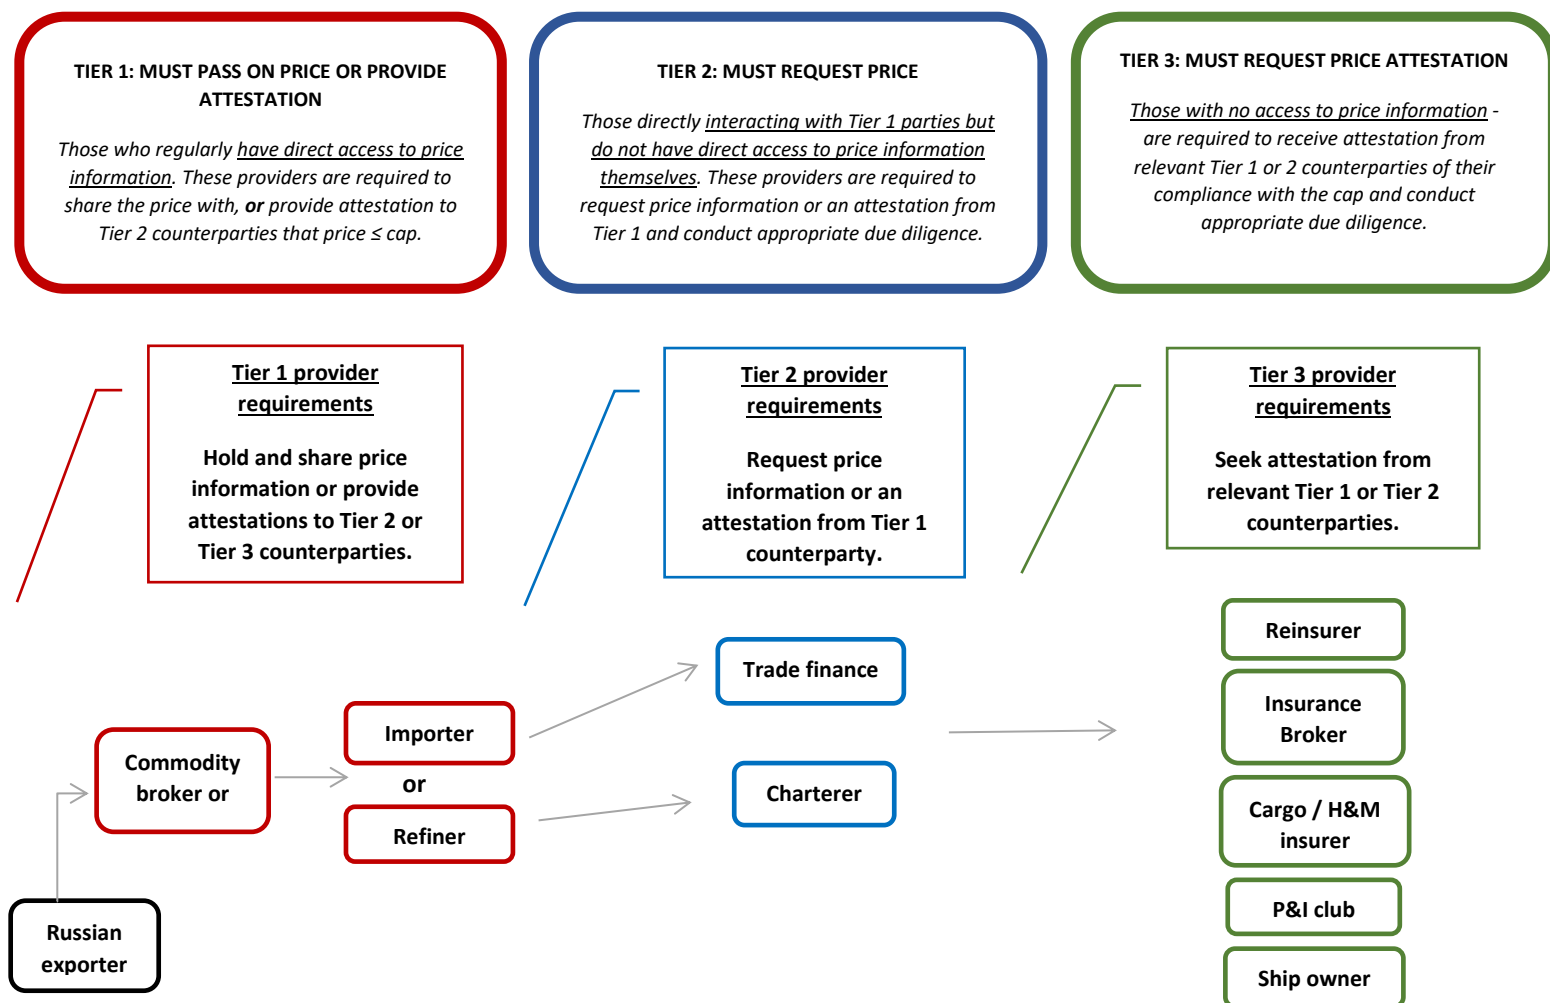 TIER 1: MUST PASS ON PRICE OR PROVIDE
ATTESTATION
Those who regularly have direct access to price
information. These providers are required to
share the price with, or provide attestation to
Tier 2 counterparties that price ≤ cap.
TIER 2: MUST REQUEST PRICE
Those directly interacting with Tier 1 parties but
do not have direct access to price information
themselves. These providers are required to
request price information or an attestation from
Tier 1 and conduct appropriate due diligence.
TIER 3: MUST REQUEST PRICE ATTESTATION
Those with no access to price information -
are required to receive attestation from
relevant Tier 1 or 2 counterparties of their
compliance with the cap and conduct
appropriate due diligence.
Tier 1 provider
requirements
Hold and share price
information or provide
attestations to Tier 2 or
Tier 3 counterparties.
Tier 2 provider
requirements
Request price
information or an
attestation from Tier 1
counterparty.
Tier 3 provider
requirements
Seek attestation from
relevant Tier 1 or Tier 2
counterparties.
Russian
exporter
Commodity
broker or
Importer
or
Refiner
Trade finance
Charterer
Reinsurer
Insurance
Broker
Cargo / H&M
insurer
P&I club
Ship owner